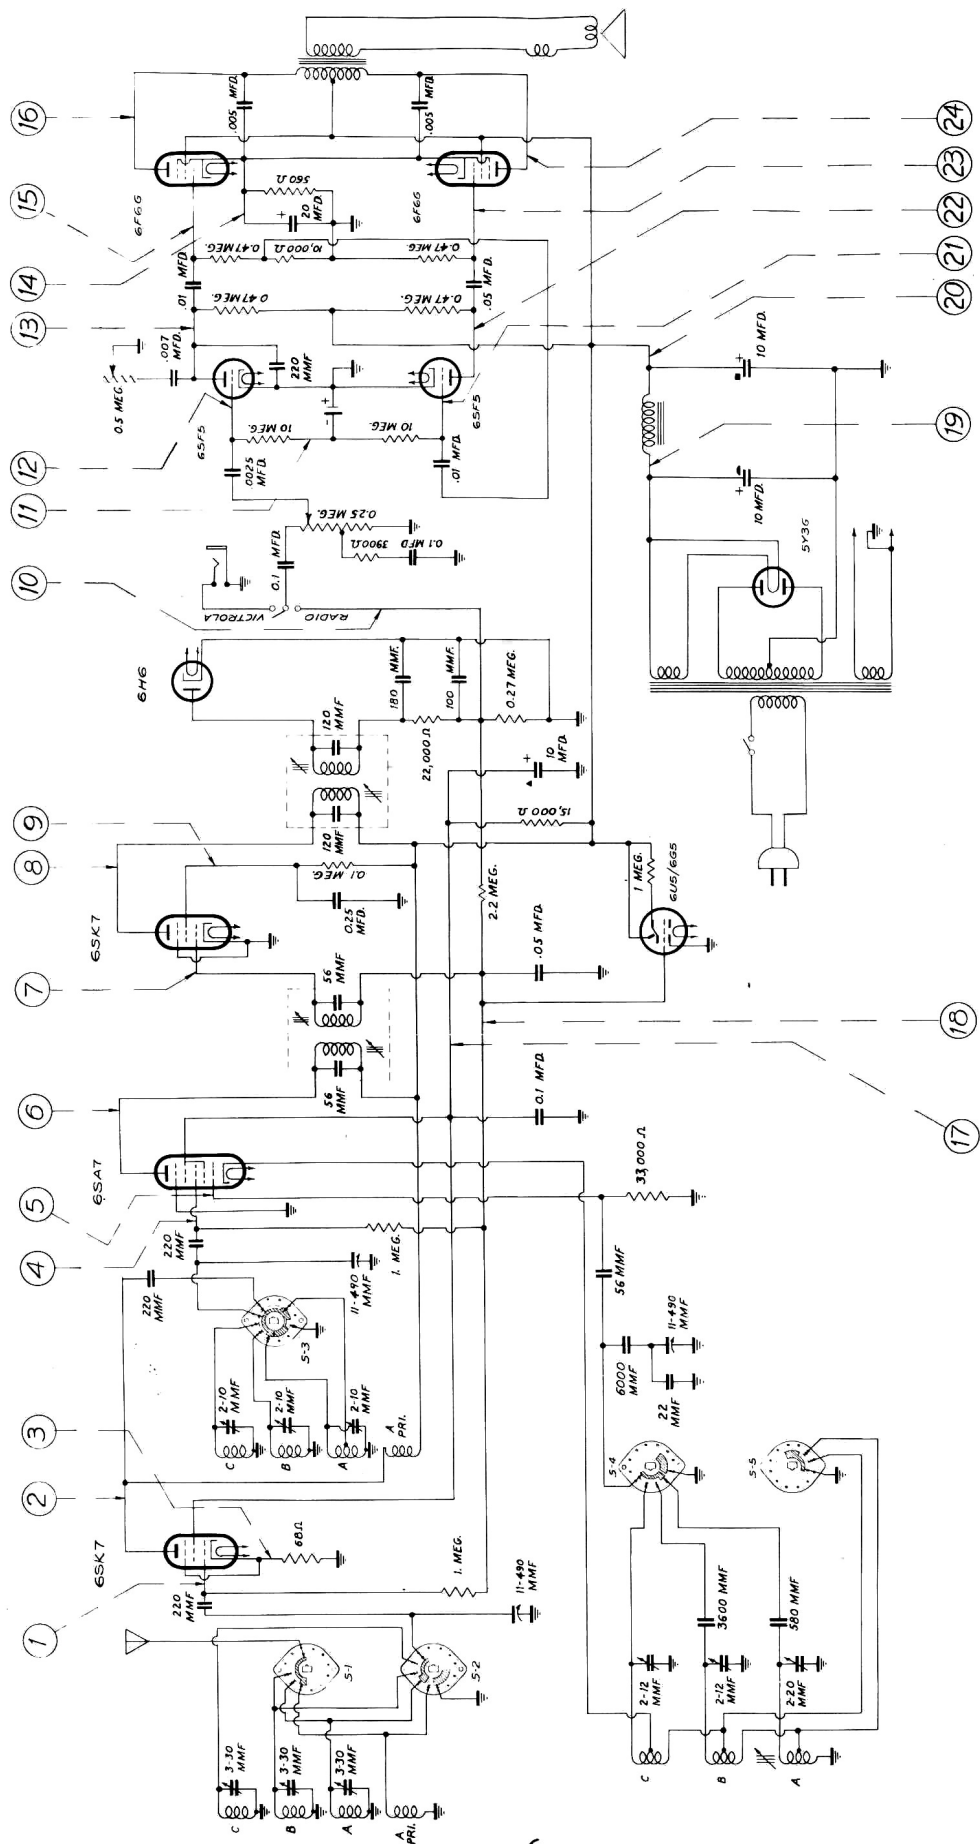 1
2
3
4
5
6
7
8
9
10
11
12
13
14
15
16
6SK7
6SA7
6SK7
6H6
6SF5
6F6G
220 MMF
220 MMF
220 MMF
68Ω
1. MEG.
11-490 MMF
C
3-30 MMF
B
3-30 MMF
A
3-30 MMF
A PRI.
S-1
S-2
C
2-10 MMF
B
2-10 MMF
A
2-10 MMF
A PRI.
S-3
11-490 MMF
1. MEG.
56 MMF
56 MMF
0.1 MFD.
.05 MFD.
0.25 MFD.
0.1 MEG.
120 MMF
120 MMF
2.2 MEG.
15,000 Ω
10 MFD.
22,000 Ω
180 MMF.
100 MMF.
0.27 MEG.
VICTROLA
RADIO
0.1 MFD.
0.25 MEG.
3900Ω
0.1 MFD
.0025 MFD.
0.5 MEG.
.007 MFD.
220 MMF
10 MEG.
10 MEG.
.01 MFD.
6SF5
.01 MFD.
0.47 MEG.
0.47 MEG.
.05 MFD.
0.47 MEG.
10,000 Ω
0.47 MEG.
20 MFD.
560 Ω
.005 MFD.
.005 MFD.
6F6G
C
2-12 MMF
B
2-12 MMF
A
2-20 MMF
3600 MMF
580 MMF
S-4
S-5
6000 MMF
22 MMF
11-490 MMF
56 MMF
33,000 Ω
1 MEG.
6U5/6G5
5Y3G
10 MFD.
10 MFD.
17
18
19
20
21
22
23
24